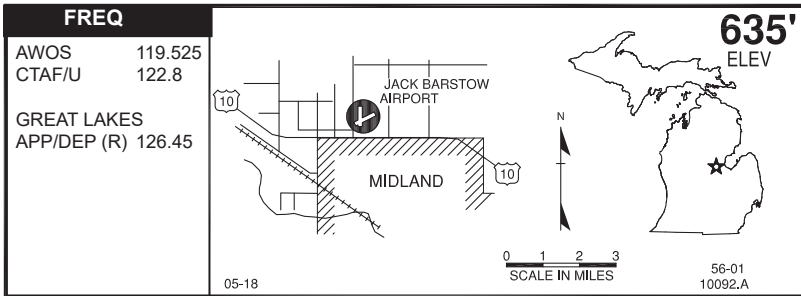 FREQ
AWOS 119.525
CTAF/U 122.8
GREAT LAKES
APP/DEP (R) 126.45
635'
ELEV
JACK BARSTOW
AIRPORT
10
N
10
MIDLAND
0 1 2 3
SCALE IN MILES
05-18
56-01
10092.A